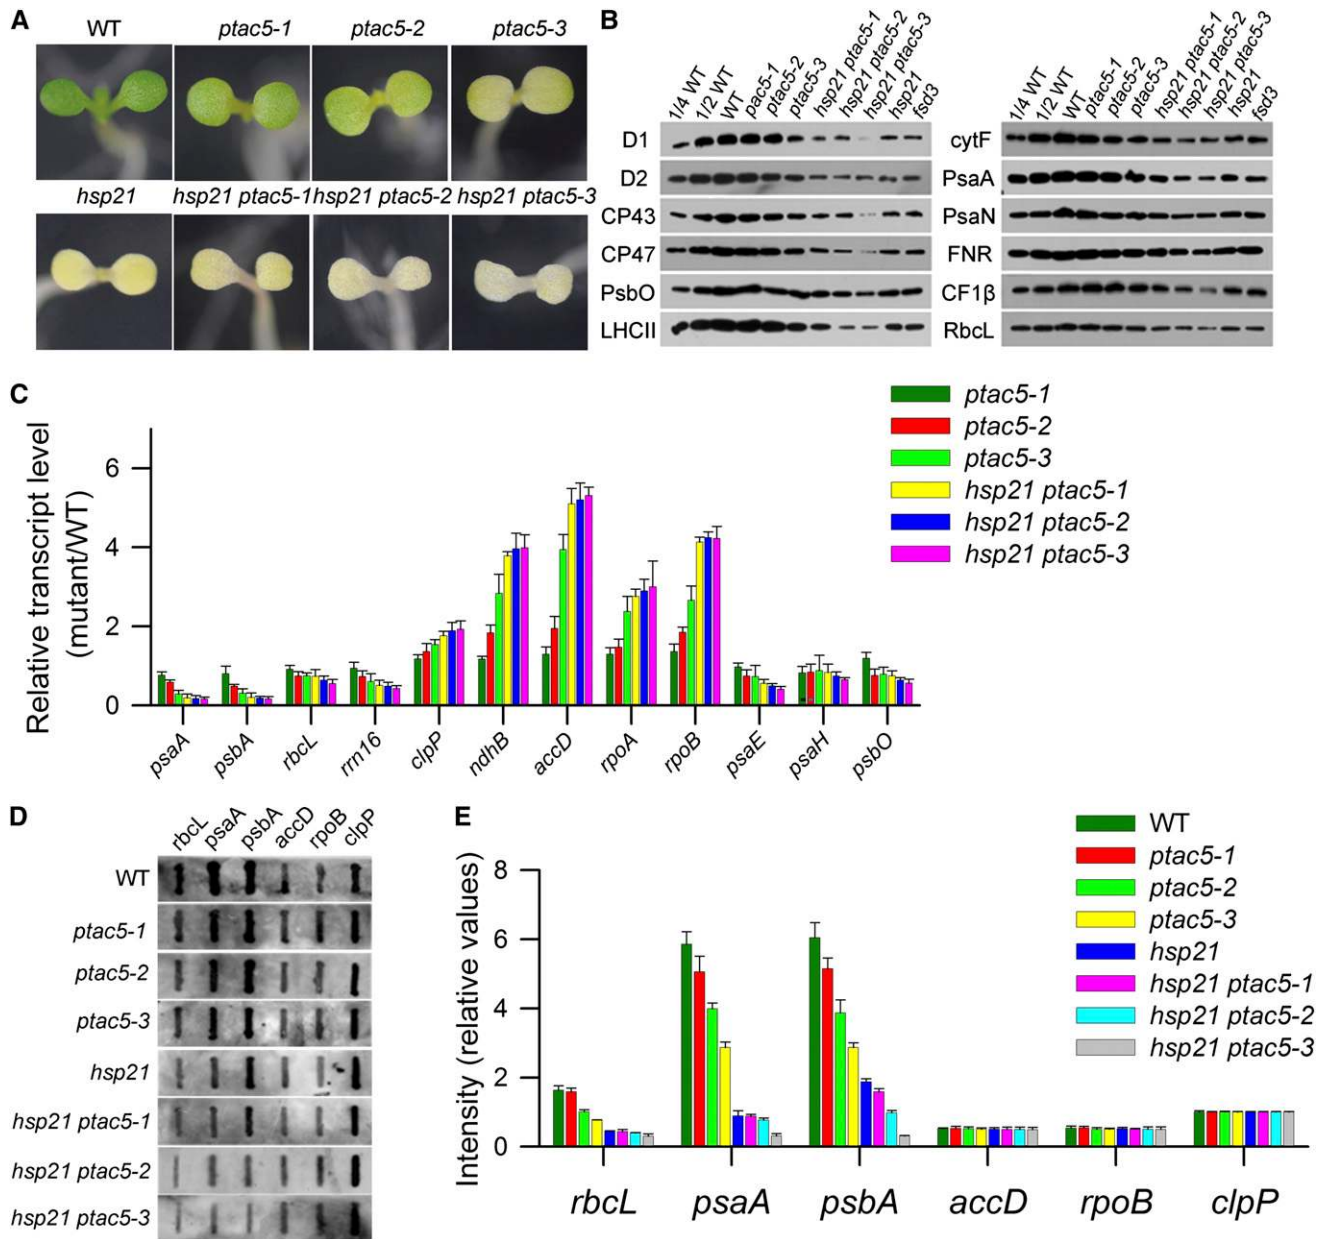 A
WT
ptac5-1
ptac5-2
ptac5-3
hsp21
hsp21 ptac5-1
hsp21 ptac5-2
hsp21 ptac5-3
B
1/4 WT
1/2 WT
WT
pac5-1
ptac5-2
ptac5-3
hsp21 ptac5-1
hsp21 ptac5-2
hsp21 ptac5-3
hsp21
fsd3
D1
D2
CP43
CP47
PsbO
LHCII
1/4 WT
1/2 WT
WT
ptac5-1
ptac5-2
ptac5-3
hsp21 ptac5-1
hsp21 ptac5-2
hsp21 ptac5-3
hsp21
fsd3
cytF
PsaA
PsaN
FNR
CF1β
RbcL
C
Relative transcript level
(mutant/WT)
6
4
2
0
psaA
psbA
rbcL
rrn16
clpP
ndhB
accD
rpoA
rpoB
psaE
psaH
psbO
ptac5-1
ptac5-2
ptac5-3
hsp21 ptac5-1
hsp21 ptac5-2
hsp21 ptac5-3
D
rbcL
psaA
psbA
accD
rpoB
clpP
WT
ptac5-1
ptac5-2
ptac5-3
hsp21
hsp21 ptac5-1
hsp21 ptac5-2
hsp21 ptac5-3
E
Intensity (relative values)
8
6
4
2
0
rbcL
psaA
psbA
accD
rpoB
clpP
WT
ptac5-1
ptac5-2
ptac5-3
hsp21
hsp21 ptac5-1
hsp21 ptac5-2
hsp21 ptac5-3